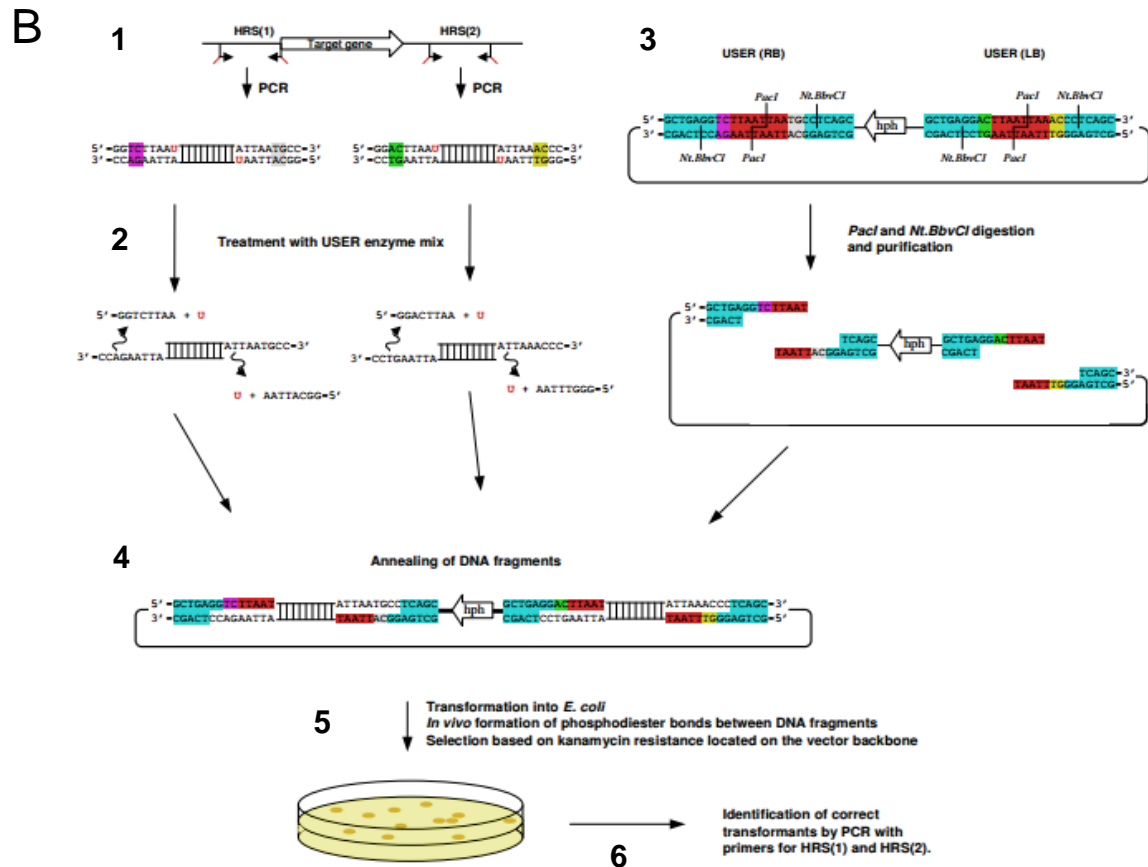 B
1
HRS(1)
HRS(2)
Target gene
PCR
PCR
5'=GGTCTTAAU ATTAATGCC=3'
3'=CCAGAATTA UAATTACGG=5'
5'=GGACTTAAU ATTAAACCC=3'
3'=CCTGAATTA UAATTTGGG=5'
2
Treatment with USER enzyme mix
5'=GGTCTTAA + U
3'=CCAGAATTA ATTAATGCC=3'
U + AATTACGG=5'
5'=GGACTTAA + U
3'=CCTGAATTA ATTAAACCC=3'
U + AATTTGGG=5'
3
USER (RB)
USER (LB)
PacI Nt.BbvCI
PacI Nt.BbvCI
5'=GCTGAGGTCTTAATTAATGCCTCAGC hph GCTGAGGACTTAATTAAACCCTCAGC=3'
3'=CGACTCCAGAATTAATTACGGAGTCG CGACTCCTGAATTAATTTGGGAGTCG=5'
Nt.BbvCI PacI
Nt.BbvCI PacI
PacI and Nt.BbvCI digestion
and purification
5'=GCTGAGGTCTTAAT
3'=CGACT
TCAGC hph GCTGAGGACTTAAT
TAATTACGGAGTCG CGACT
TCAGC=3'
TAATTTGGGAGTCG=5'
4
Annealing of DNA fragments
5'=GCTGAGGTCTTAAT ATTAATGCCTCAGC hph GCTGAGGACTTAAT ATTAAACCCTCAGC=3'
3'=CGACTCCAGAATTA TAATTACGGAGTCG CGACTCCTGAATTA TAATTTGGGAGTCG=5'
5
Transformation into E. coli
In vivo formation of phosphodiester bonds between DNA fragments
Selection based on kanamycin resistance located on the vector backbone
6
Identification of correct
transformants by PCR with
primers for HRS(1) and HRS(2).